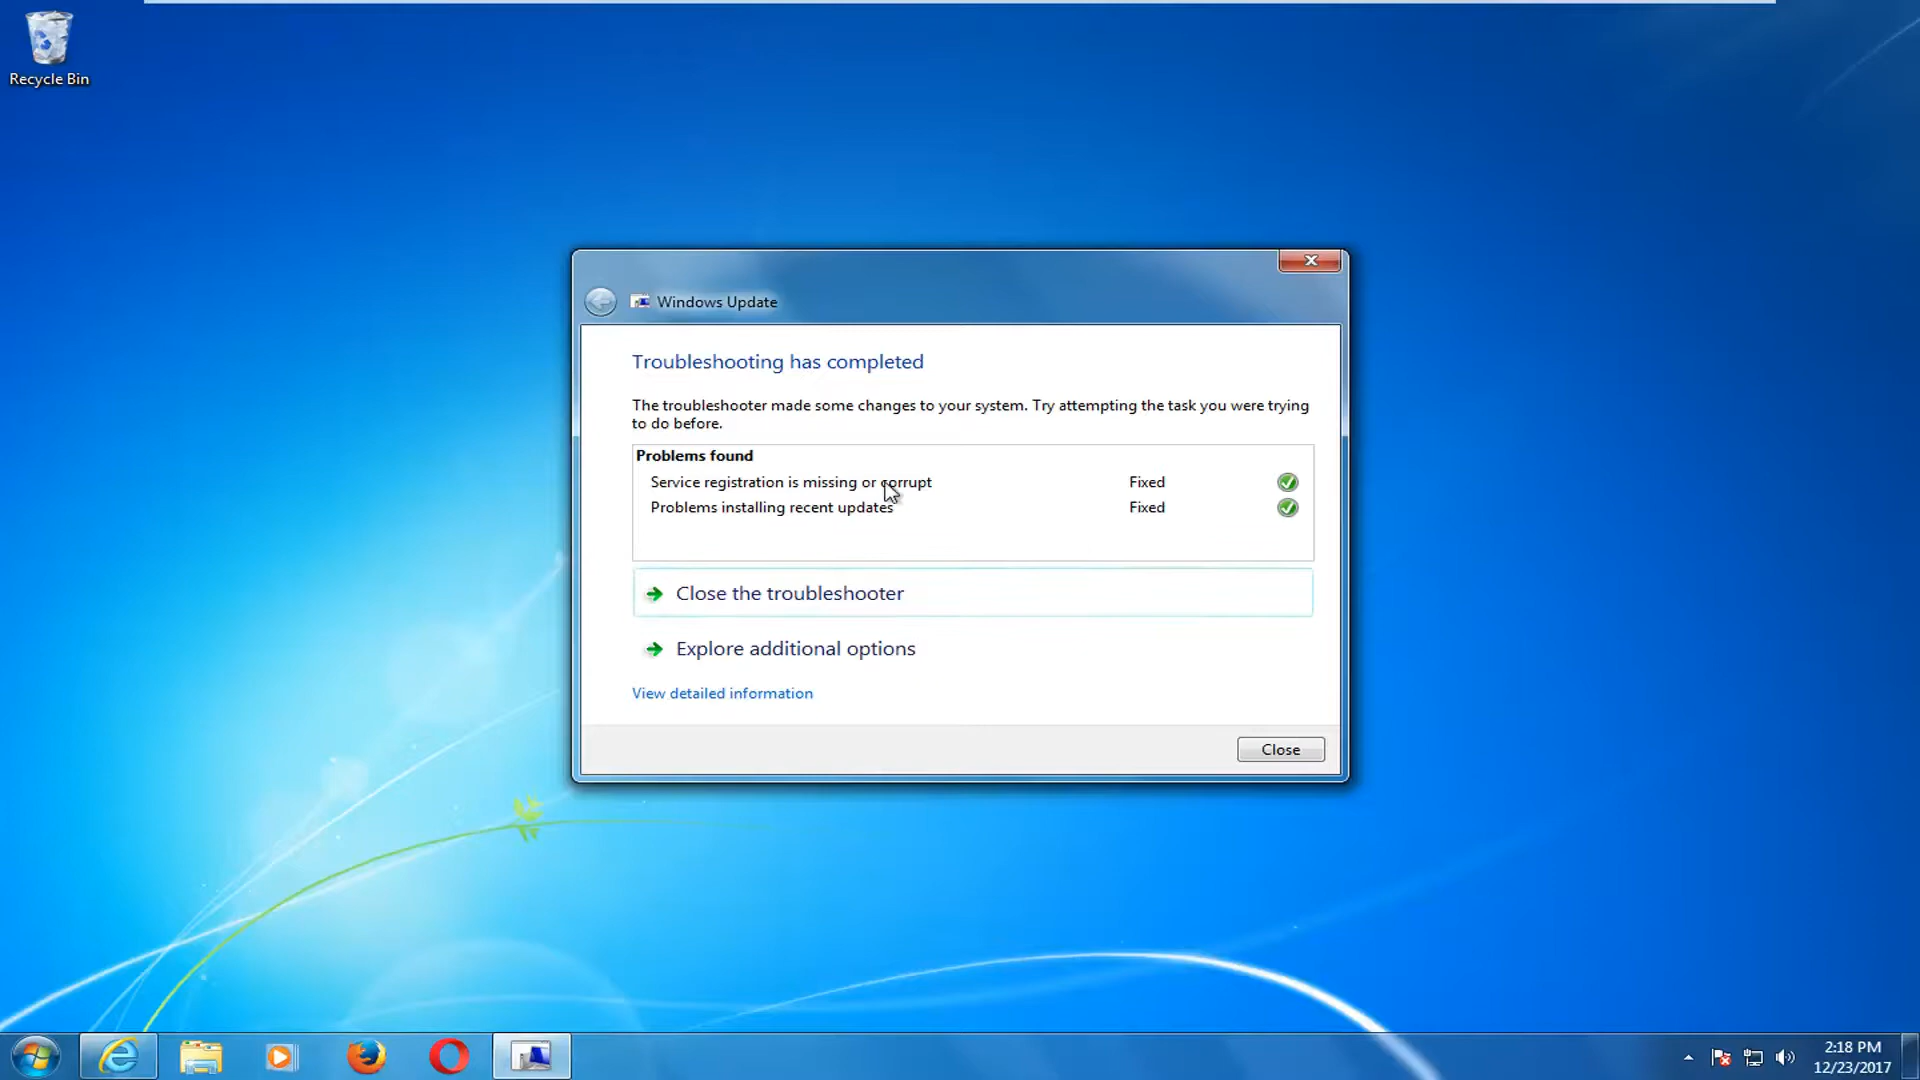 Recycle Bin
Windows Update
Troubleshooting has completed
The troubleshooter made some changes to your system. Try attempting the task you were trying
to do before.
Problems found
Service registration is missing or corrupt Fixed
Problems installing recent updates Fixed
Close the troubleshooter
Explore additional options
View detailed information
Close
2:18 PM
12/23/2017